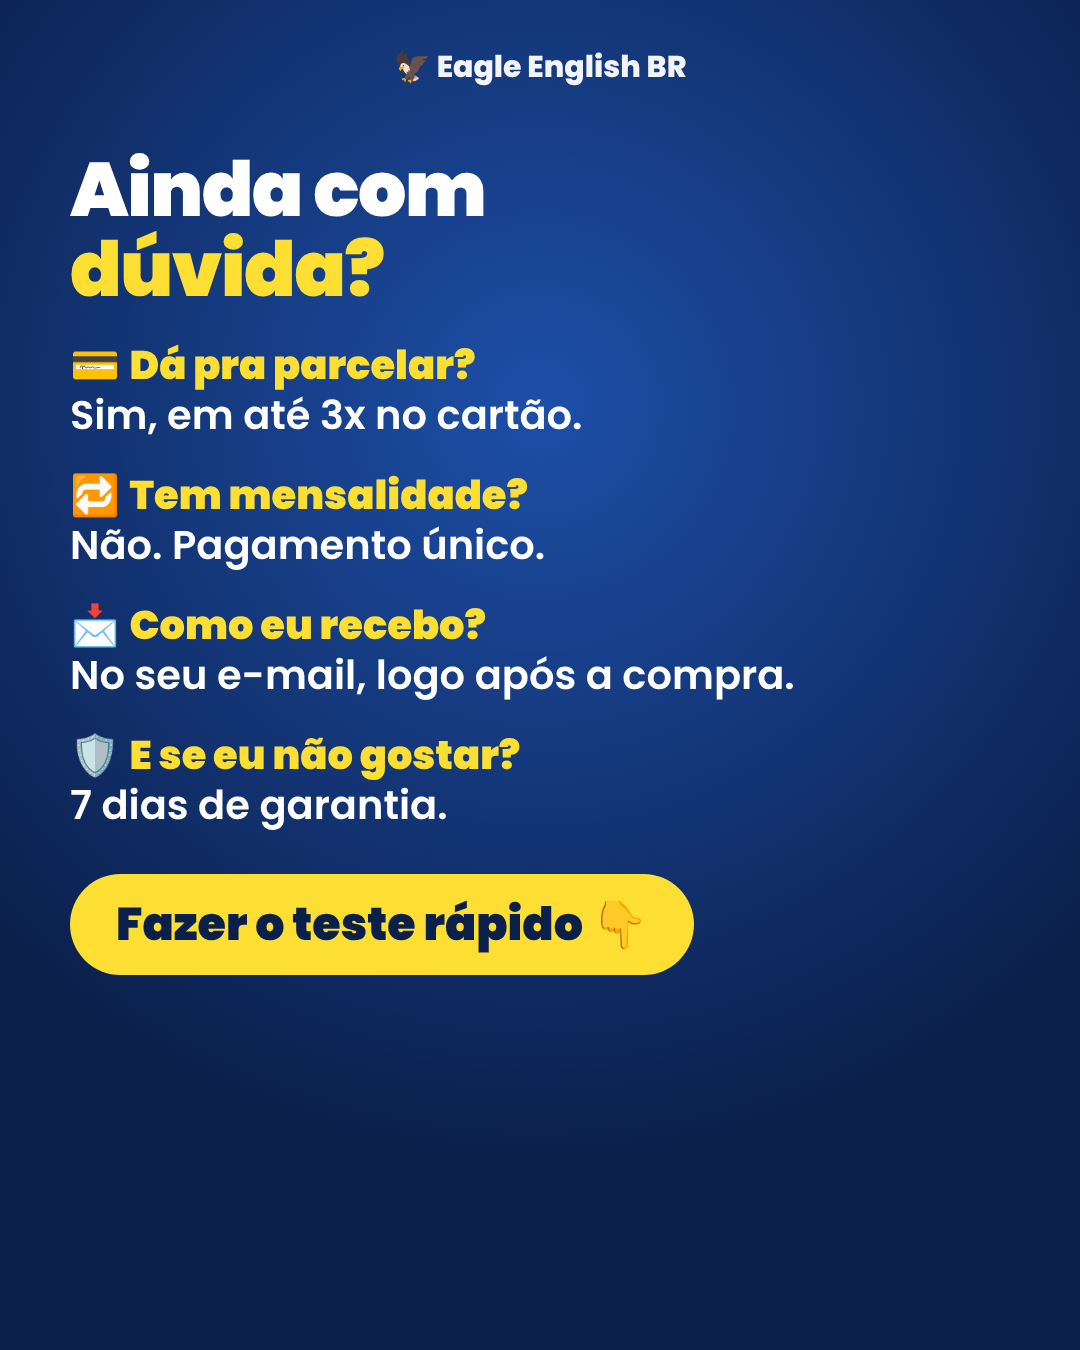 🦅 Eagle English BR
Ainda com
dúvida?
💳 Dá pra parcelar?
Sim, em até 3x no cartão.
🔁 Tem mensalidade?
Não. Pagamento único.
📩 Como eu recebo?
No seu e-mail, logo após a compra.
🛡️ E se eu não gostar?
7 dias de garantia.
Fazer o teste rápido 👇